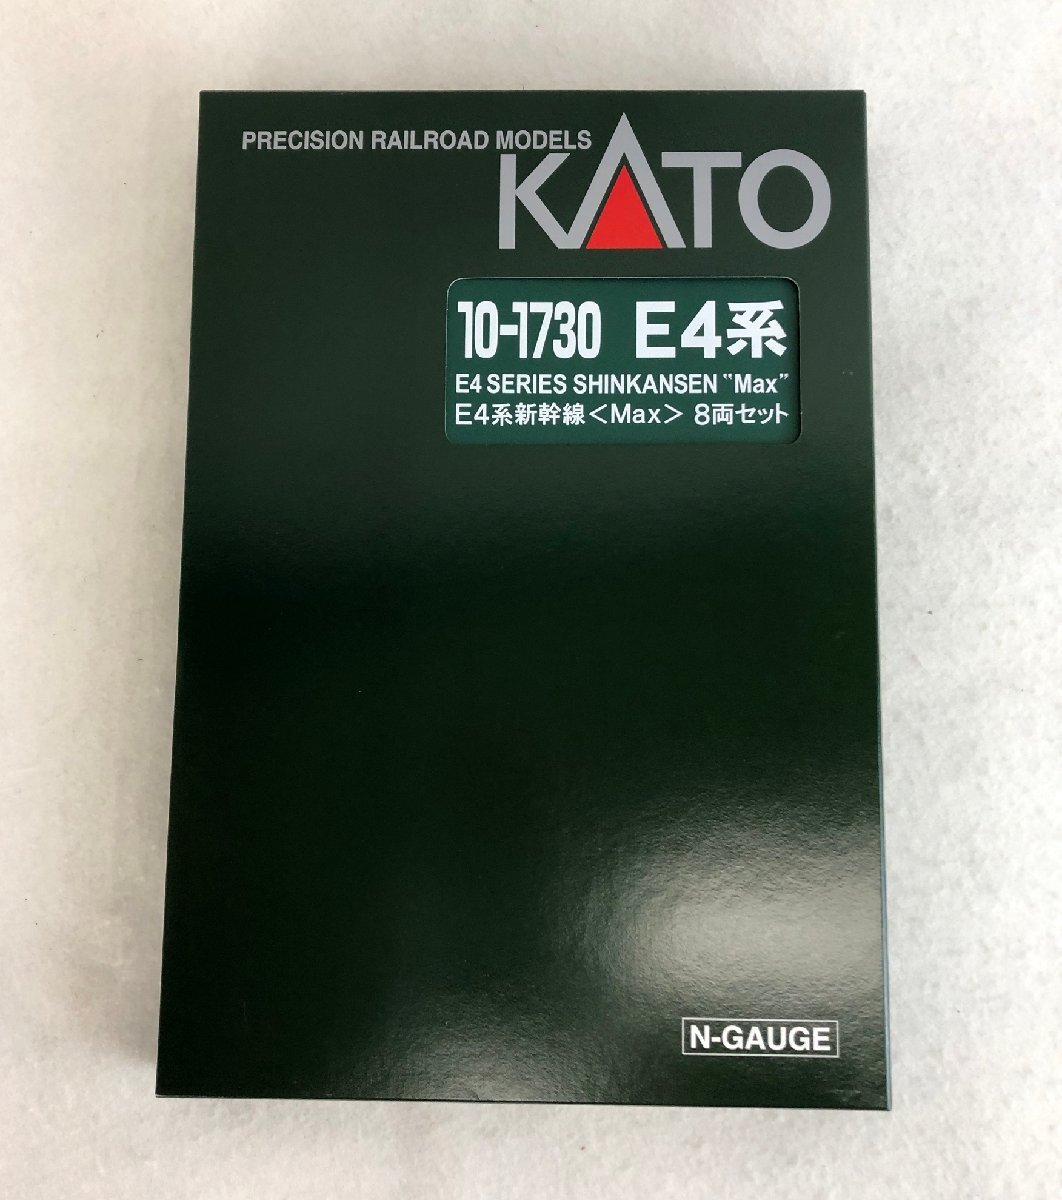 PRECISION RAILROAD MODELS
KATO
10-1730 E4系
E4 SERIES SHINKANSEN "Max"
E4系新幹線＜Max＞ 8両セット
N-GAUGE